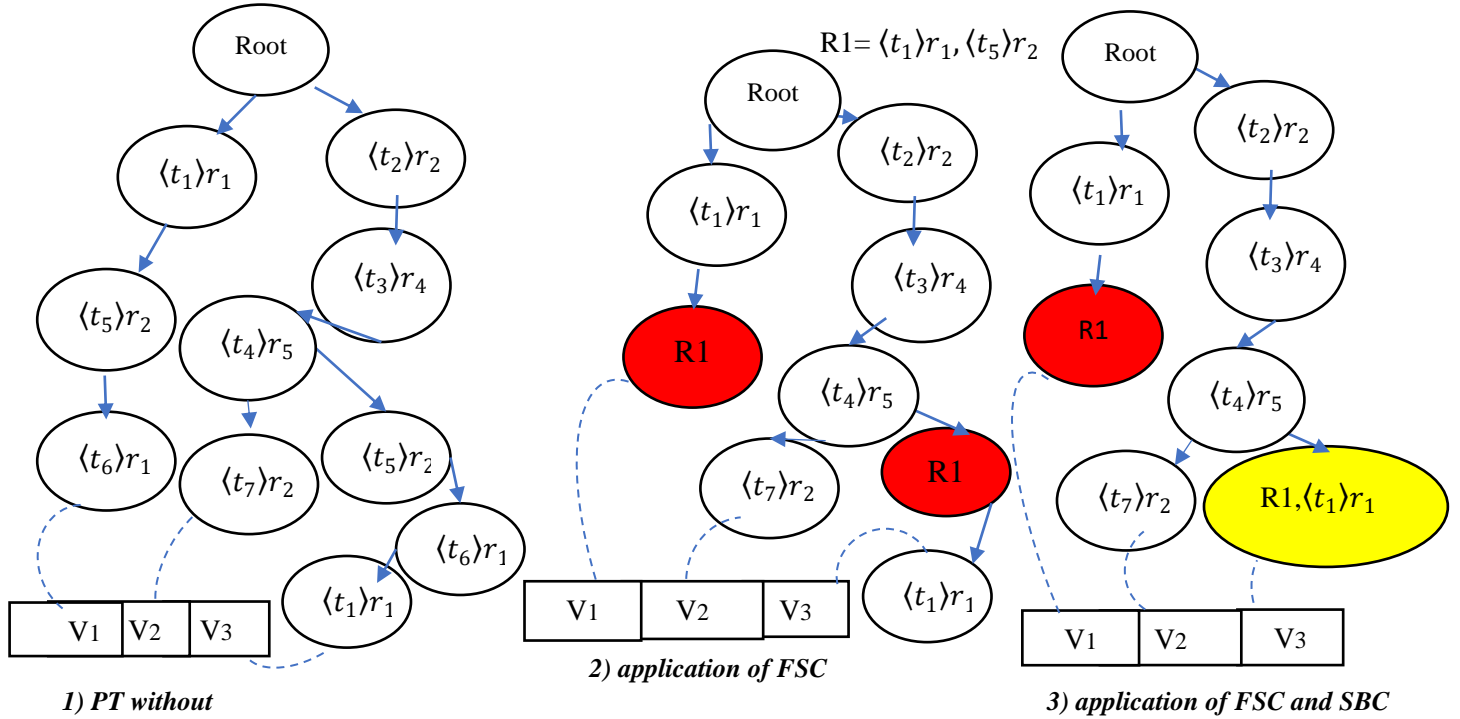 Root
⟨t₁⟩r₁
⟨t₂⟩r₂
⟨t₃⟩r₄
⟨t₅⟩r₂
⟨t₄⟩r₅
⟨t₆⟩r₁
⟨t₇⟩r₂
⟨t₅⟩r₂
⟨t₆⟩r₁
⟨t₁⟩r₁
V1 V2 V3
1) PT without
R1= ⟨t₁⟩r₁, ⟨t₅⟩r₂
Root
⟨t₂⟩r₂
⟨t₁⟩r₁
⟨t₃⟩r₄
R1
⟨t₄⟩r₅
R1
⟨t₇⟩r₂
⟨t₁⟩r₁
V1 V2 V3
2) application of FSC
Root
⟨t₂⟩r₂
⟨t₁⟩r₁
⟨t₃⟩r₄
R1
⟨t₄⟩r₅
⟨t₇⟩r₂
R1,⟨t₁⟩r₁
V1 V2 V3
3) application of FSC and SBC